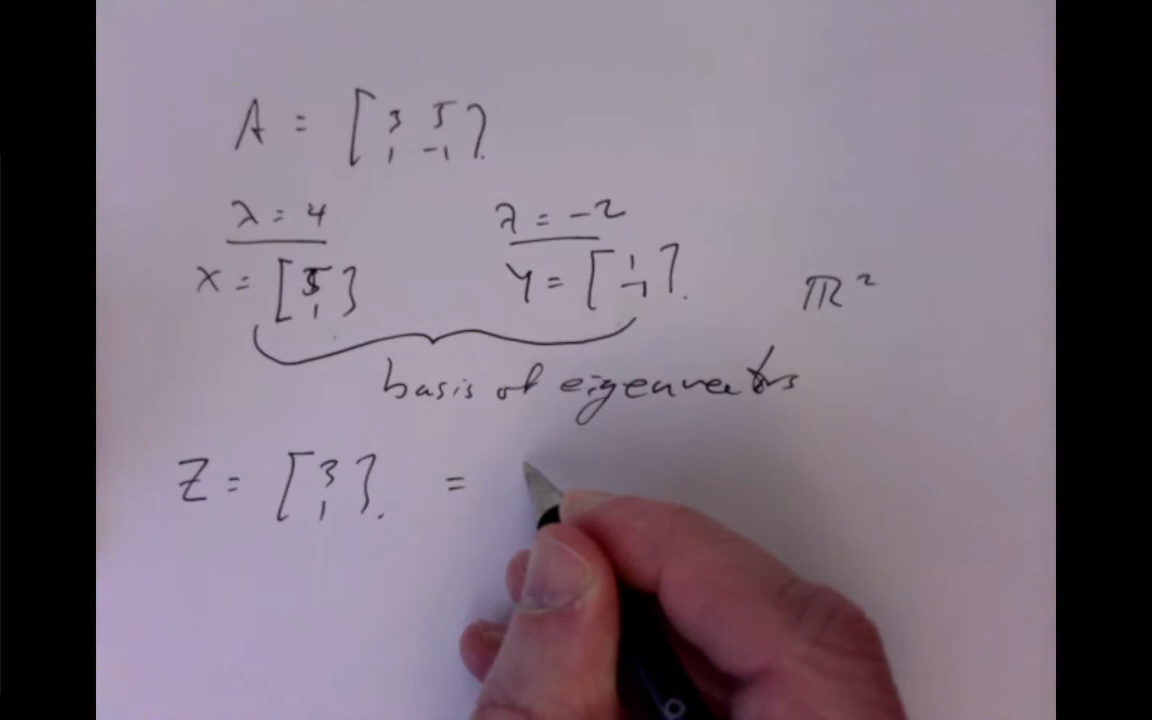 A = [3 5; 1 -1].
λ = 4 λ = -2
X = [5; 1] Y = [1; -1]. ℝ²
basis of eigenvectors
Z = [3; 1]. =